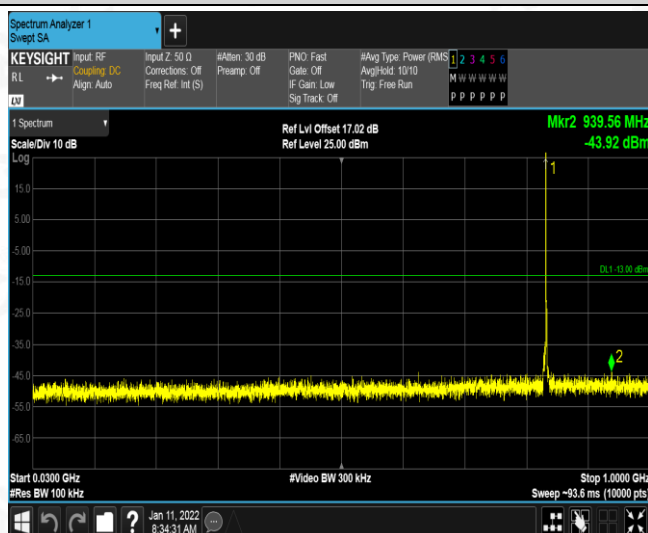 Spectrum Analyzer 1
Swept SA
KEYSIGHT
RL
LXI
Input: RF
Coupling: DC
Align: Auto
Input Z: 50 Ω
Corrections: Off
Freq Ref: Int (S)
#Atten: 30 dB
Preamp: Off
PNO: Fast
Gate: Off
IF Gain: Low
Sig Track: Off
#Avg Type: Power (RMS
Avg|Hold: 10/10
Trig: Free Run
1 2 3 4 5 6
M W W W W W
P P P P P P
1 Spectrum
Scale/Div 10 dB
Ref Lvl Offset 17.02 dB
Ref Level 25.00 dBm
Mkr2 939.56 MHz
-43.92 dBm
Log
1
15.0
5.00
-5.00
DL1 -13.00 dBm
-15.0
-25.0
-35.0
2
-45.0
-55.0
-65.0
Start 0.0300 GHz
#Res BW 100 kHz
#Video BW 300 kHz
Stop 1.0000 GHz
Sweep ~93.6 ms (10000 pts)
?
Jan 11, 2022
8:34:31 AM